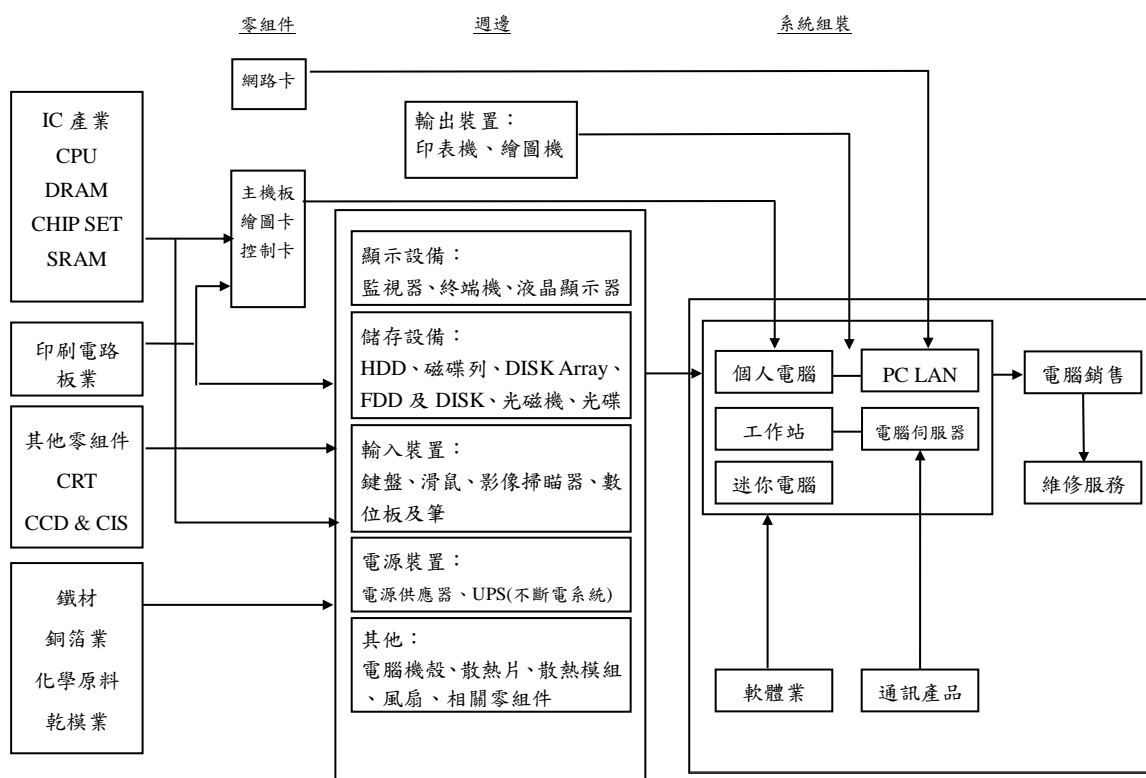 零組件
週邊
系統組裝
網路卡
IC 產業
CPU
DRAM
CHIP SET
SRAM
輸出裝置：
印表機、繪圖機
主機板
繪圖卡
控制卡
印刷電路
板業
其他零組件
CRT
CCD & CIS
鐵材
銅箔業
化學原料
乾模業
顯示設備：
監視器、終端機、液晶顯示器
儲存設備：
HDD、磁碟列、DISK Array、
FDD 及 DISK、光磁機、光碟
輸入裝置：
鍵盤、滑鼠、影像掃瞄器、數
位板及筆
電源裝置：
電源供應器、UPS(不斷電系統)
其他：
電腦機殼、散熱片、散熱模組
、風扇、相關零組件
個人電腦
PC LAN
工作站
電腦伺服器
迷你電腦
軟體業
通訊產品
電腦銷售
維修服務